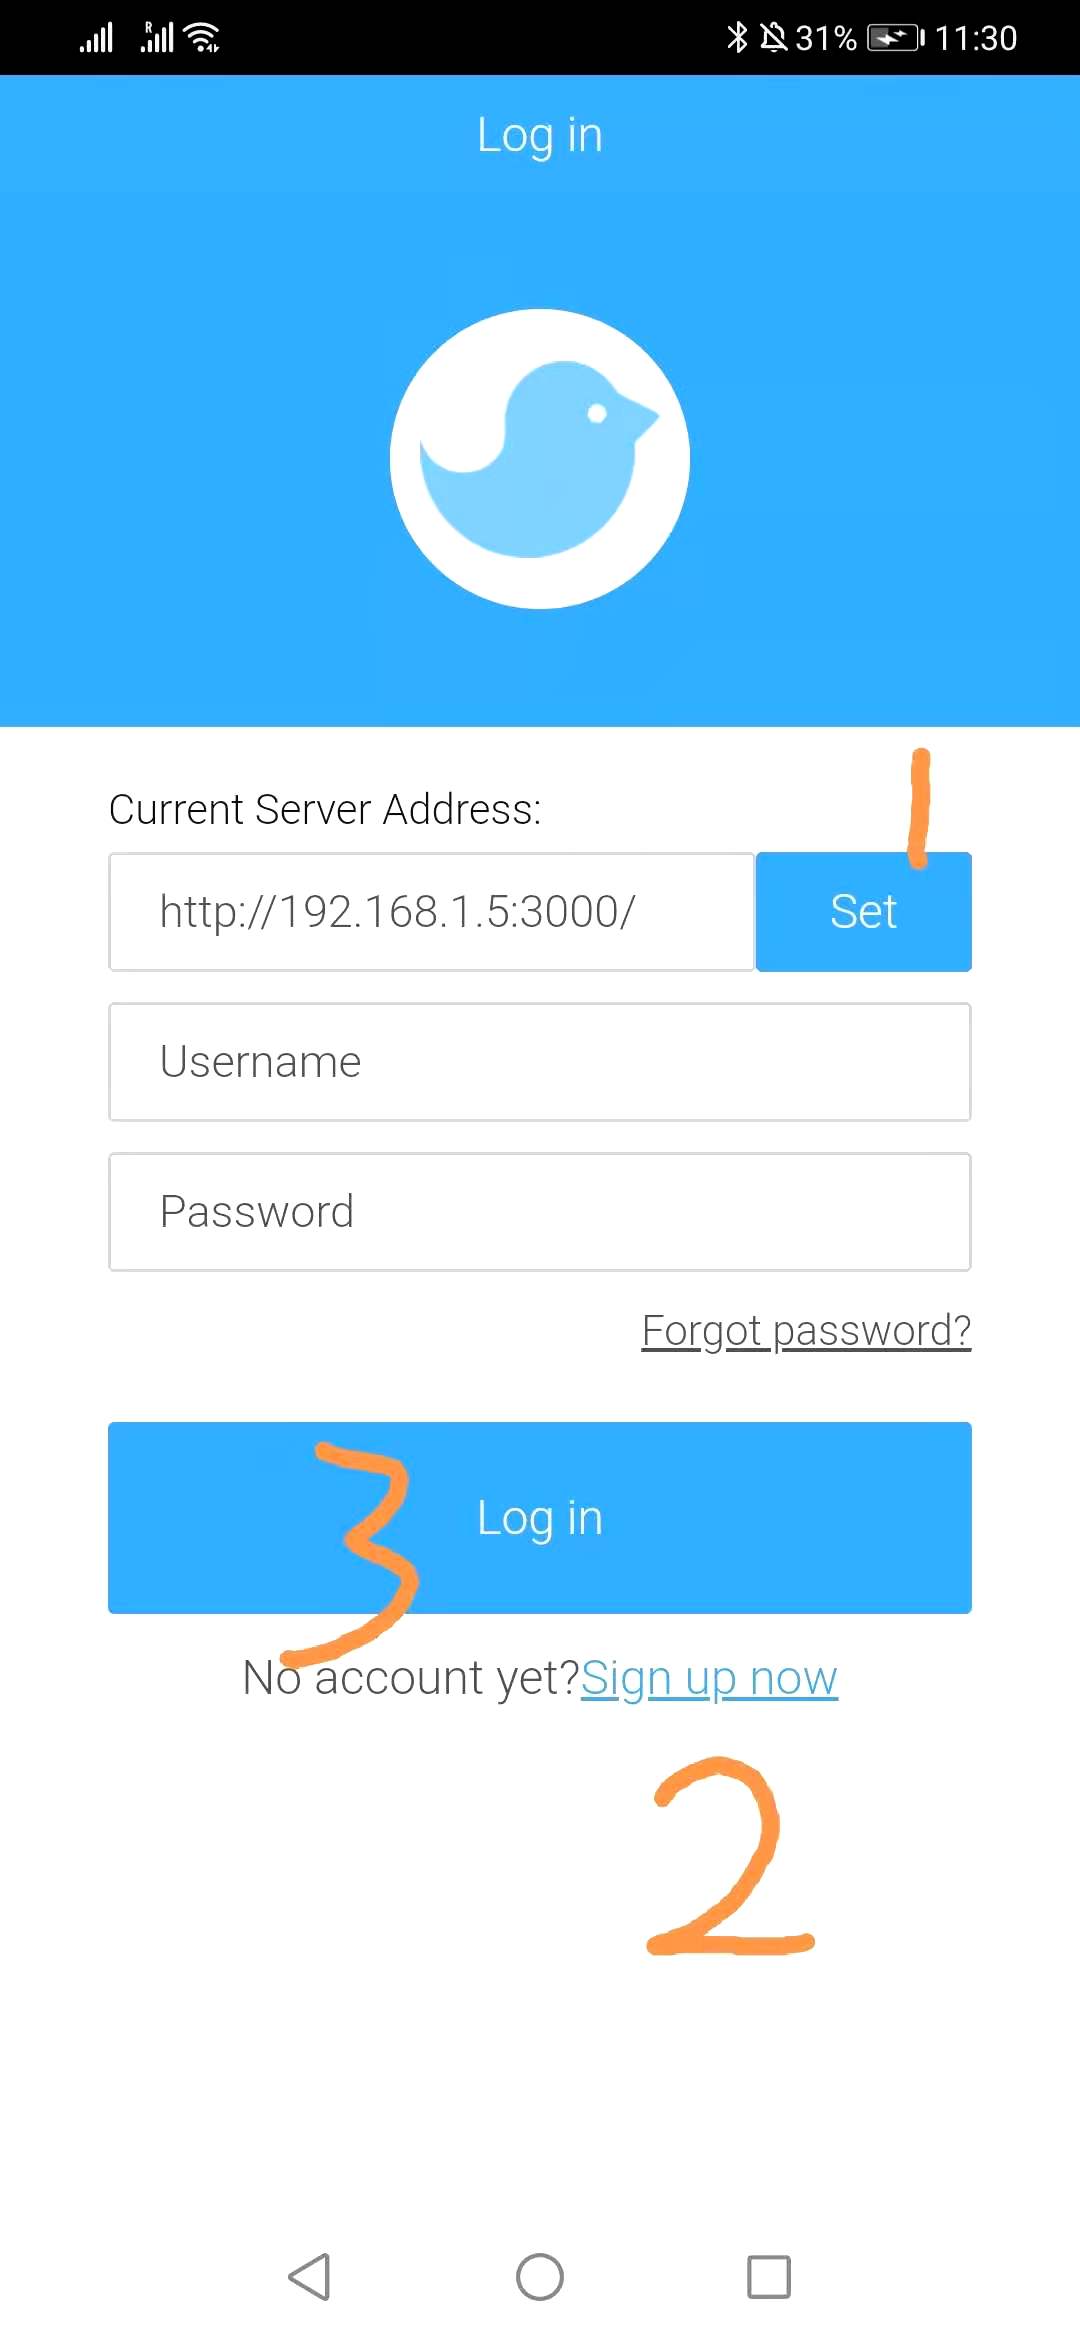 R 31% 11:30
Log in
1
Current Server Address:
http://192.168.1.5:3000/ Set
Username
Password
Forgot password?
3 Log in
No account yet?Sign up now
2